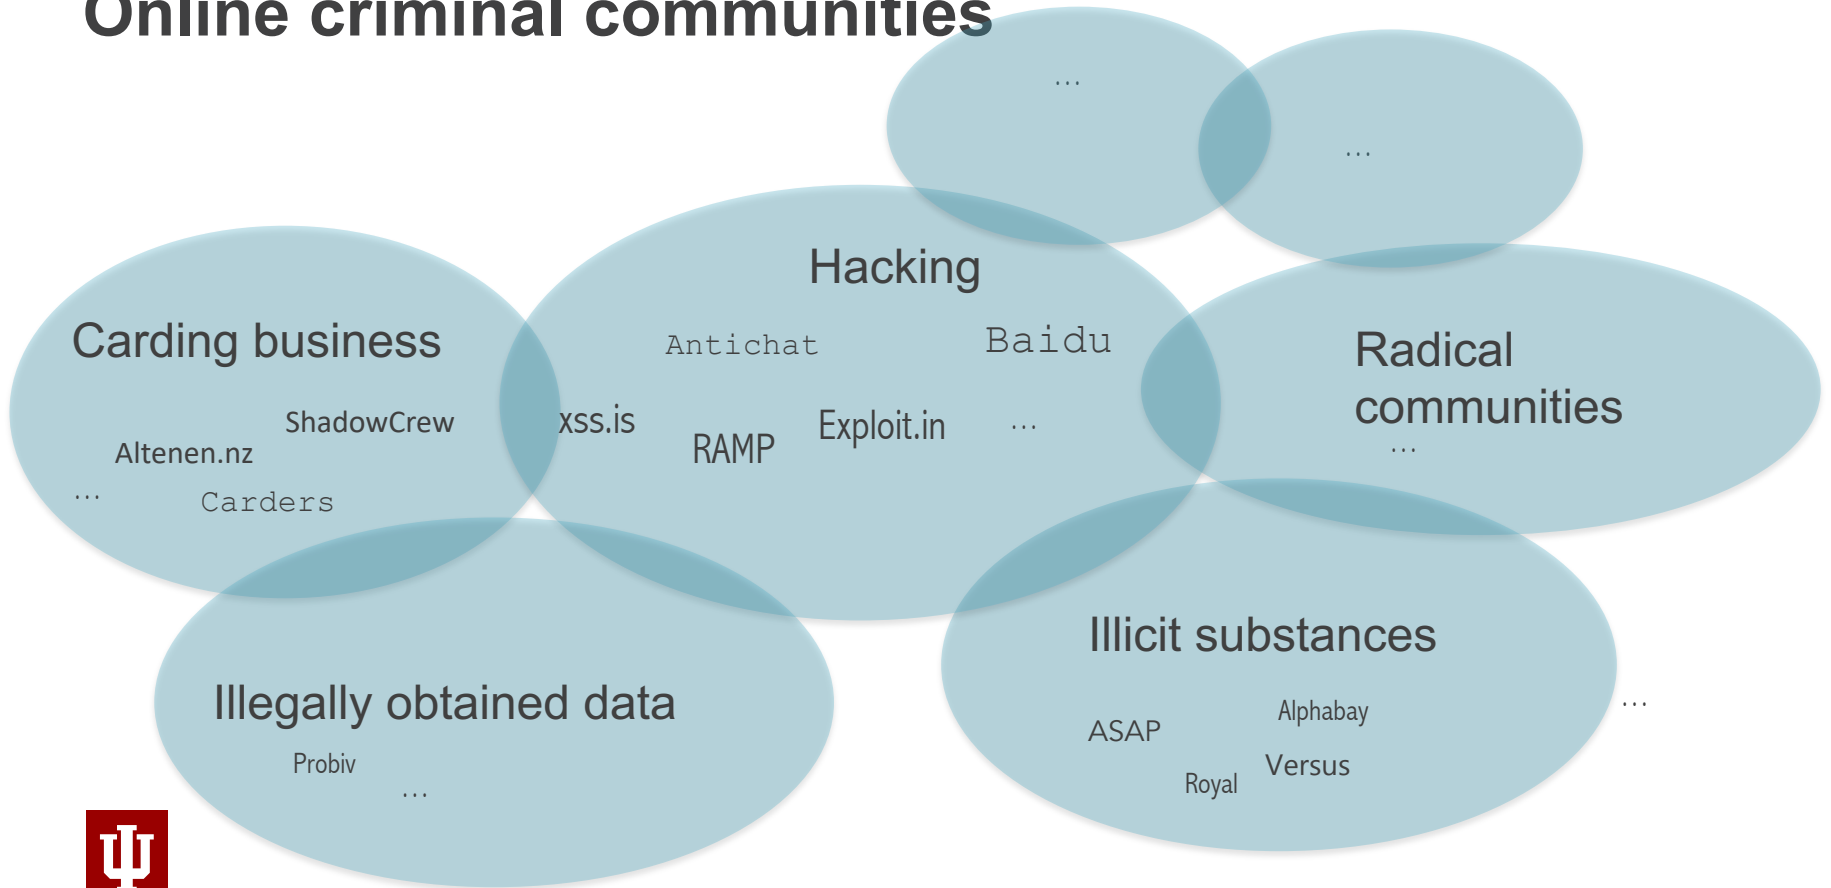 Online criminal communities
...
...
Hacking
Carding business
Antichat
Baidu
Radical
communities
...
ShadowCrew
xss.is
Exploit.in
...
RAMP
Altenen.nz
...
Carders
Illicit substances
Illegally obtained data
Alphabay
...
ASAP
Versus
Probiv
Royal
...